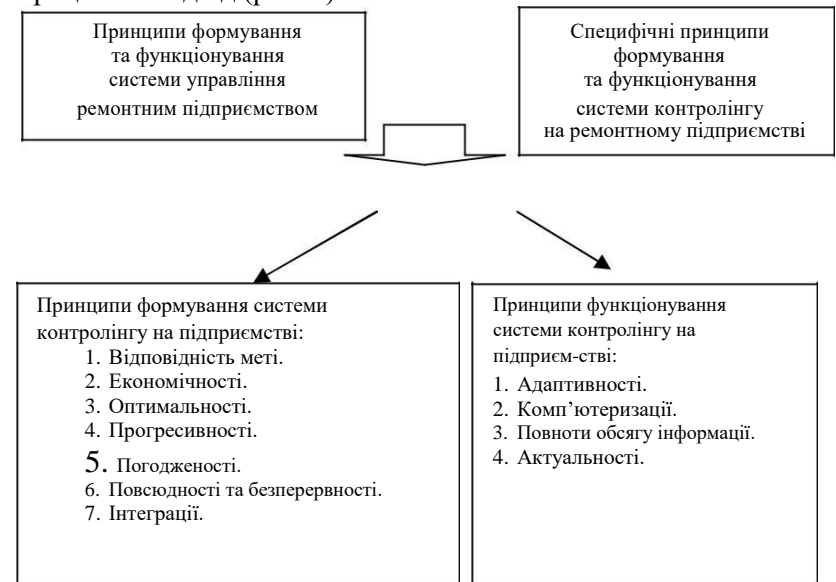 Принципи формування
та функціонування
системи управління
ремонтним підприємством
Специфічні принципи
формування
та функціонування
системи контролінгу
на ремонтному підприємстві
Принципи формування системи
контролінгу на підприємстві:
1. Відповідність меті.
2. Економічності.
3. Оптимальності.
4. Прогресивності.
5. Погодженості.
6. Повсюдності та безперервності.
7. Інтеграції.
Принципи функціонування
системи контролінгу на
підприєм-стві:
1. Адаптивності.
2. Комп’ютеризації.
3. Повноти обсягу інформації.
4. Актуальності.